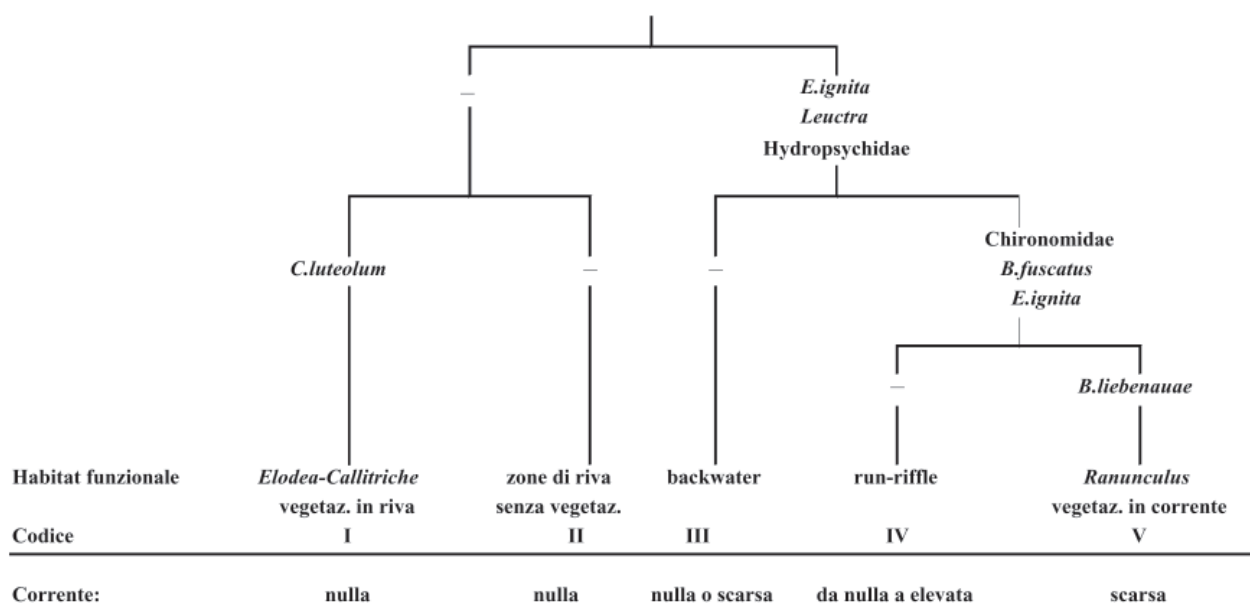 E.ignita
Leuctra
Hydropsychidae
—
Chironomidae
B.fuscatus
E.ignita
C.luteolum
—
—
—
B.liebenauae
Habitat funzionale Elodea-Callitriche zone di riva backwater run-riffle Ranunculus
vegetaz. in riva senza vegetaz. vegetaz. in corrente
Codice I II III IV V
Corrente: nulla nulla nulla o scarsa da nulla a elevata scarsa